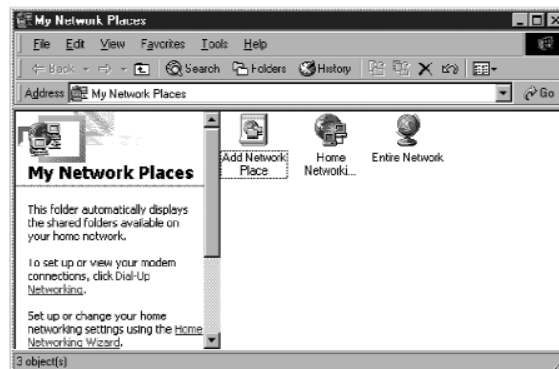 My Network Places
File Edit View Favorites Tools Help
Back Search Folders History
Address My Network Places Go
My Network Places
This folder automatically displays
the shared folders available on
your home network.
To set up or view your modem
connections, click Dial-Up
Networking.
Set up or change your home
networking settings using the Home
Networking Wizard.
Add Network
Place
Home
Networki...
Entire Network
3 object(s)